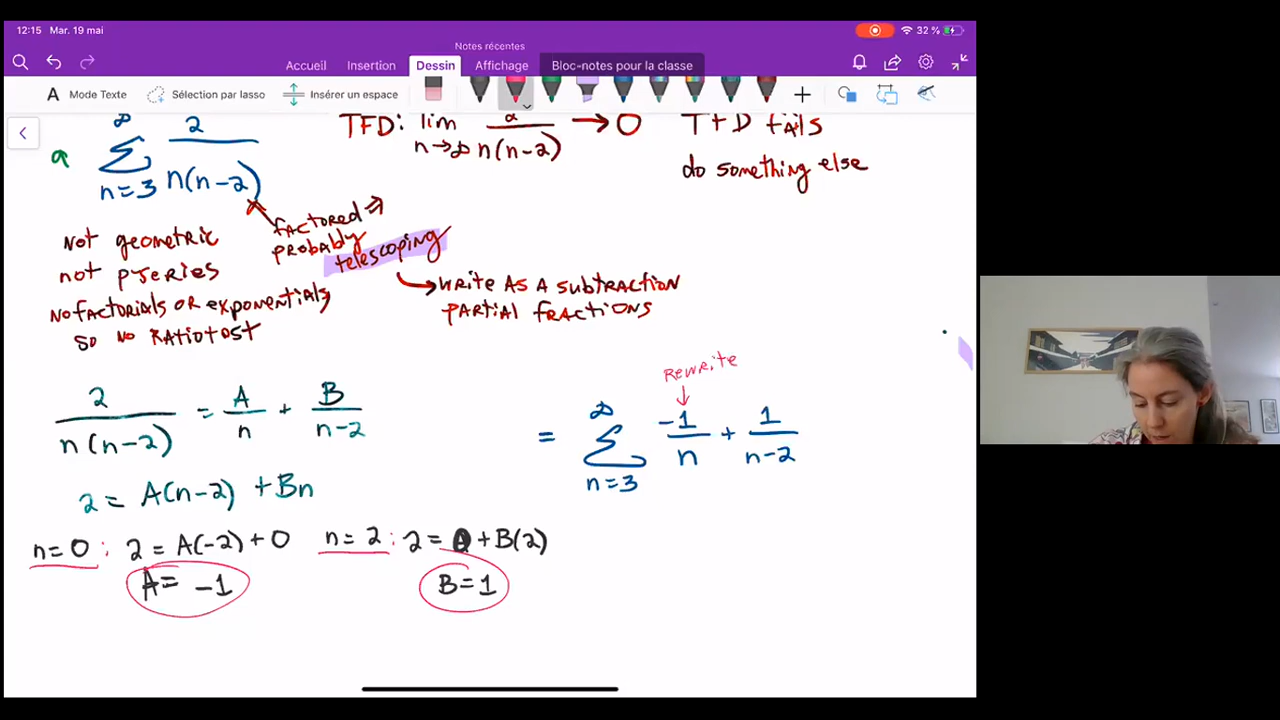 12:15 Mar. 19 mai
32 %
Notes récentes
Accueil Insertion Dessin Affichage Bloc-notes pour la classe
Mode Texte Sélection par lasso Insérer un espace
∞
Σ 2/n(n-2)
n=3
TFD: lim 2/n(n-2) → 0
n→∞
TFD fails
do something else
Not geometric
not pseries
No factorials OR exponentials
so no Ratio test
factored ⇒
probably
telescoping
→ Write As A subtraction
partial fractions
2/n(n-2) = A/n + B/n-2
2 = A(n-2) + Bn
n=0: 2 = A(-2) + 0
A = -1
n=2: 2 = 0 + B(2)
B=1
Rewrite
↓
∞
= Σ -1/n + 1/n-2
n=3